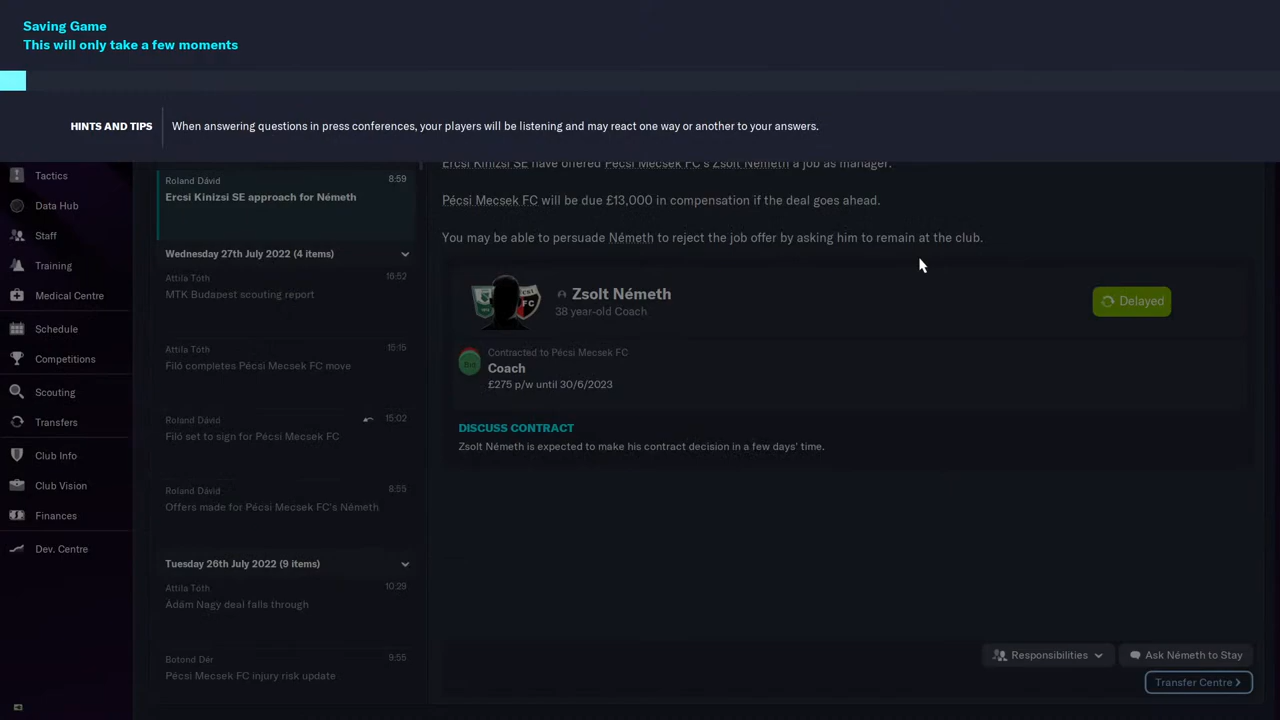 Saving Game
This will only take a few moments
HINTS AND TIPS
When answering questions in press conferences, your players will be listening and may react one way or another to your answers.
Tactics
Data Hub
Staff
Training
Medical Centre
Schedule
Competitions
Scouting
Transfers
Club Info
Club Vision
Finances
Dev. Centre
Roland Dávid 8:59
Ercsi Kinizsi SE approach for Németh
Wednesday 27th July 2022 (4 items)
Attila Tóth 16:52
MTK Budapest scouting report
Attila Tóth 16:15
Filó completes Pécsi Mecsek FC move
Roland Dávid 15:02
Filó set to sign for Pécsi Mecsek FC
Roland Dávid 8:55
Offers made for Pécsi Mecsek FC's Németh
Tuesday 26th July 2022 (9 items)
Attila Tóth 10:29
Ádám Nagy deal falls through
Botond Dér 9:55
Pécsi Mecsek FC injury risk update
Ercsi Kinizsi SE have offered Pécsi Mecsek FC's Zsolt Németh a job as manager.
Pécsi Mecsek FC will be due £13,000 in compensation if the deal goes ahead.
You may be able to persuade Németh to reject the job offer by asking him to remain at the club.
Zsolt Németh
38 year-old Coach
Delayed
Contracted to Pécsi Mecsek FC
Coach
£275 p/w until 30/6/2023
DISCUSS CONTRACT
Zsolt Németh is expected to make his contract decision in a few days' time.
Responsibilities
Ask Németh to Stay
Transfer Centre